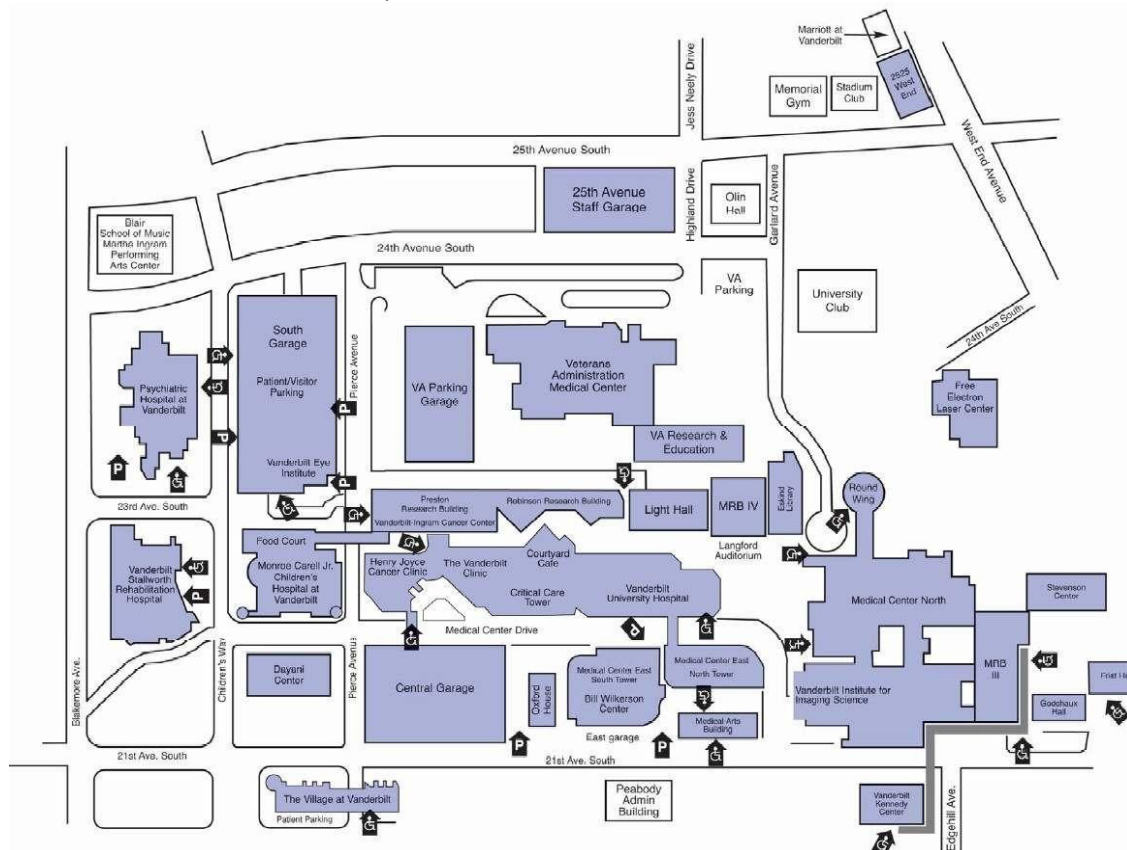 Marriott at
Vanderbilt
2525
West
End
Memorial
Gym
Stadium
Club
West End Avenue
Jess Neely Drive
25th Avenue South
25th Avenue
Staff Garage
Highland Drive
Olin
Hall
Garland Avenue
Blair
School of Music
Martha Ingram
Performing
Arts Center
24th Avenue South
VA
Parking
University
Club
24th Ave South
South
Garage
Patient/Visitor
Parking
Vanderbilt Eye
Institute
Pierce Avenue
Psychiatric
Hospital at
Vanderbilt
VA Parking
Garage
Veterans
Administration
Medical Center
VA Research &
Education
Free
Electron
Laser Center
P
P
P
P
23rd Ave. South
Preston
Research
Building
Robinson Research Building
Vanderbilt-Ingram Cancer Center
Light Hall
MRB IV
Eskind
Library
Langford
Auditorium
Round
Wing
Food Court
Monroe Carell Jr.
Children's
Hospital at
Vanderbilt
Vanderbilt
Stallworth
Rehabilitation
Hospital
P
Henry Joyce
Cancer Clinic
The Vanderbilt
Clinic
Courtyard
Cafe
Critical Care
Tower
Vanderbilt
University Hospital
Medical Center North
Stevenson
Center
Medical Center Drive
P
Blakemore Ave.
Children's Way
Dayani
Center
Pierce Avenue
Central Garage
Oxford
House
Medical Center East
South Tower
Bill Wilkerson
Center
Medical Center East
North Tower
Medical Arts
Building
Vanderbilt Institute for
Imaging Science
MRB
III
Godchaux
Hall
Frist Ha
East garage
P
P
21st Ave. South
21st Ave. South
The Village at Vanderbilt
Patient Parking
Peabody
Admin
Building
Vanderbilt
Kennedy
Center
Edgehill Ave.